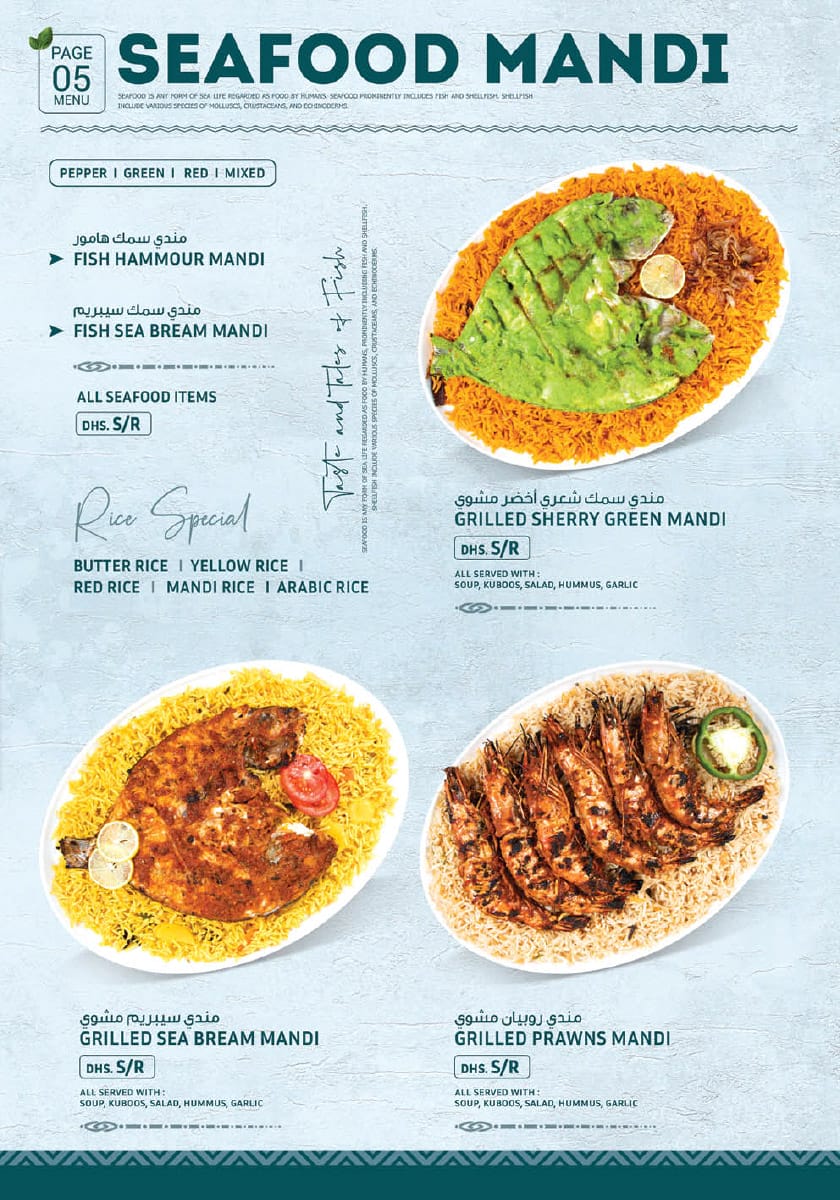 PAGE
05
MENU
SEAFOOD MANDI
SEAFOOD IS ANY FORM OF SEA LIFE REGARDED AS FOOD BY HUMANS. SEAFOOD PROMINENTLY INCLUDES FISH AND SHELLFISH. SHELLFISH
INCLUDE VARIOUS SPECIES OF MOLLUSCS, CRUSTACEANS, AND ECHINODERMS.
PEPPER | GREEN | RED | MIXED
مندي سمك هامور
FISH HAMMOUR MANDI
مندي سمك سيبريم
FISH SEA BREAM MANDI
ALL SEAFOOD ITEMS
DHS. S/R
Taste and Tales of Fish
SEAFOOD IS ANY FORM OF SEA LIFE REGARDED AS FOOD BY HUMANS, PROMINENTLY INCLUDING FISH AND SHELLFISH.
SHELLFISH INCLUDE VARIOUS SPECIES OF MOLLUSCS, CRUSTACEANS, AND ECHINODERMS.
Rice Special
BUTTER RICE | YELLOW RICE |
RED RICE | MANDI RICE | ARABIC RICE
مندي سمك شعري أخضر مشوي
GRILLED SHERRY GREEN MANDI
DHS. S/R
ALL SERVED WITH :
SOUP, KUBOOS, SALAD, HUMMUS, GARLIC
مندي سيبريم مشوي
GRILLED SEA BREAM MANDI
DHS. S/R
ALL SERVED WITH :
SOUP, KUBOOS, SALAD, HUMMUS, GARLIC
مندي روبيان مشوي
GRILLED PRAWNS MANDI
DHS. S/R
ALL SERVED WITH :
SOUP, KUBOOS, SALAD, HUMMUS, GARLIC